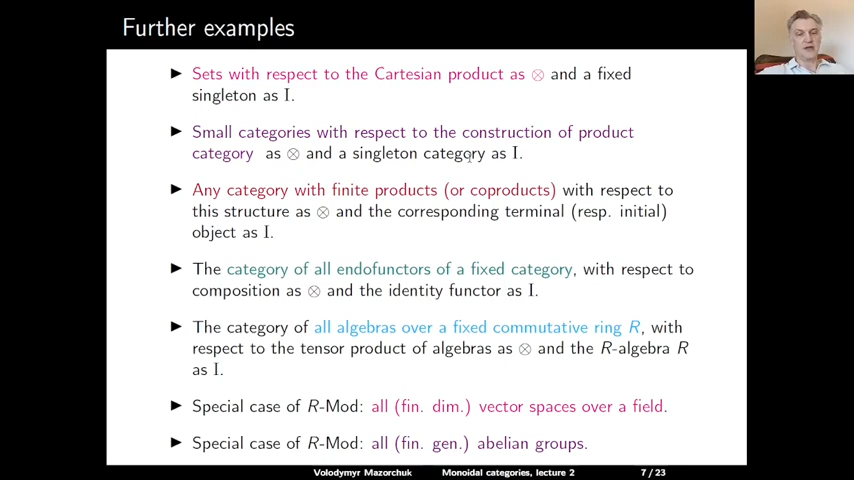 Further examples
▶ Sets with respect to the Cartesian product as ⊗ and a fixed
singleton as I.
▶ Small categories with respect to the construction of product
category as ⊗ and a singleton category as I.
▶ Any category with finite products (or coproducts) with respect to
this structure as ⊗ and the corresponding terminal (resp. initial)
object as I.
▶ The category of all endofunctors of a fixed category, with respect to
composition as ⊗ and the identity functor as I.
▶ The category of all algebras over a fixed commutative ring R, with
respect to the tensor product of algebras as ⊗ and the R-algebra R
as I.
▶ Special case of R-Mod: all (fin. dim.) vector spaces over a field.
▶ Special case of R-Mod: all (fin. gen.) abelian groups.
Volodymyr Mazorchuk Monoidal categories, lecture 2 7 / 23